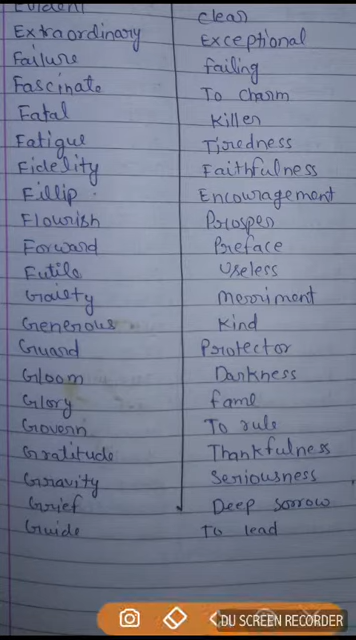 Evident clear
Extraordinary Exceptional
Failure failing
Fascinate To charm
Fatal Killer
Fatigue Tiredness
Fidelity Faithfulness
Fillip Encouragement
Flourish Prosper
Forward Preface
Futile Useless
Gaiety merriment
Generous Kind
Guard Protector
Gloom Darkness
Glory fame
Govern To rule
Gratitude Thankfulness
Gravity Seriousness
Grief Deep sorrow
Guide To lead
DU SCREEN RECORDER